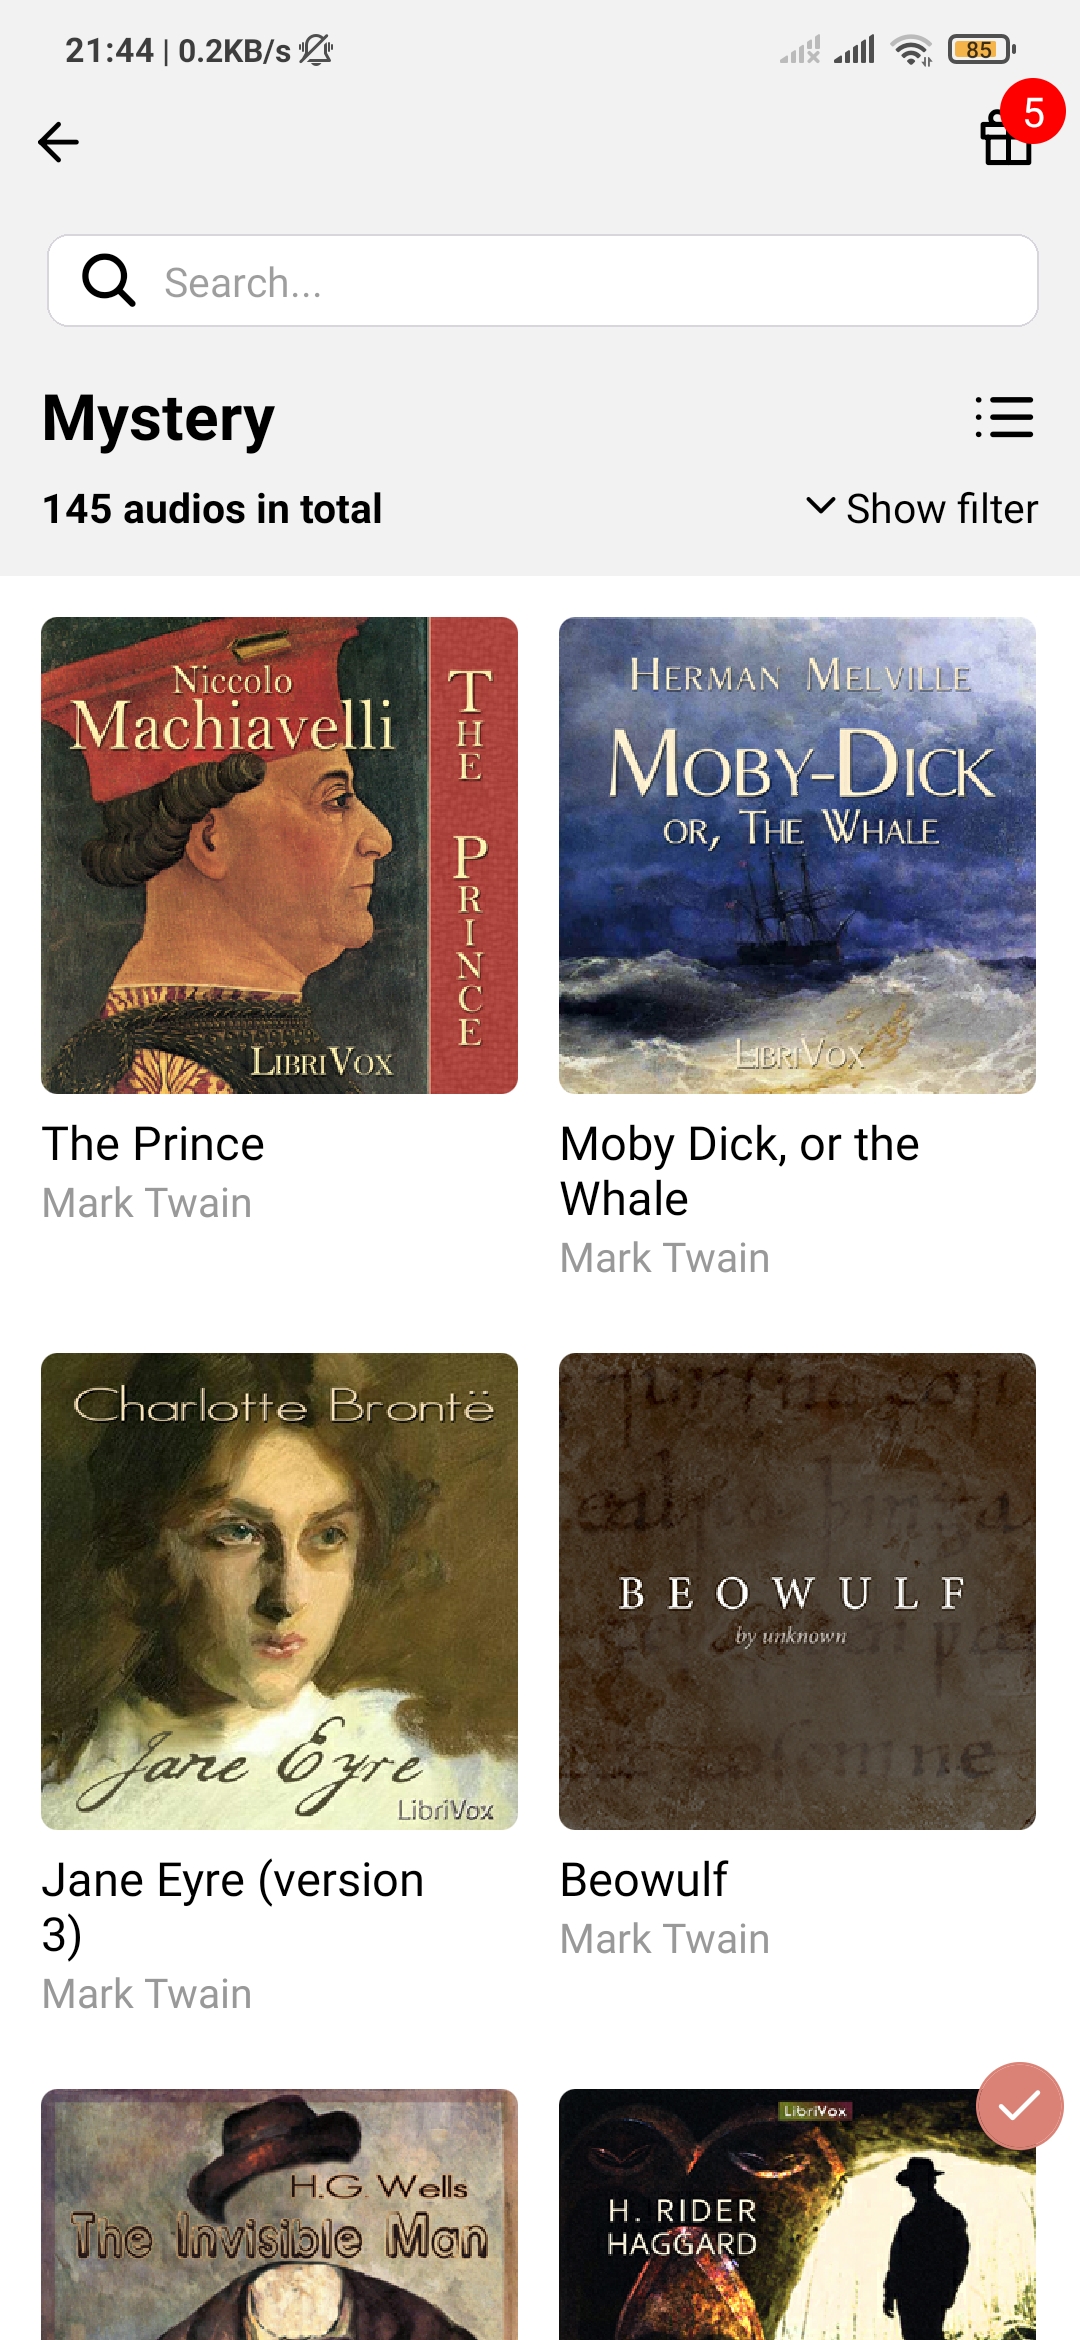 21:44 | 0.2KB/s
85
5
Search...
Mystery
145 audios in total
Show filter
Niccolo
Machiavelli
THE PRINCE
LIBRIVOX
HERMAN MELVILLE
MOBY-DICK
OR, THE WHALE
LIBRIVOX
The Prince
Mark Twain
Moby Dick, or the
Whale
Mark Twain
Charlotte Brontë
Jane Eyre
LibriVox
BEOWULF
by unknown
Jane Eyre (version
3)
Mark Twain
Beowulf
Mark Twain
H.G. Wells
The Invisible Man
LibriVox
H. RIDER
HAGGARD